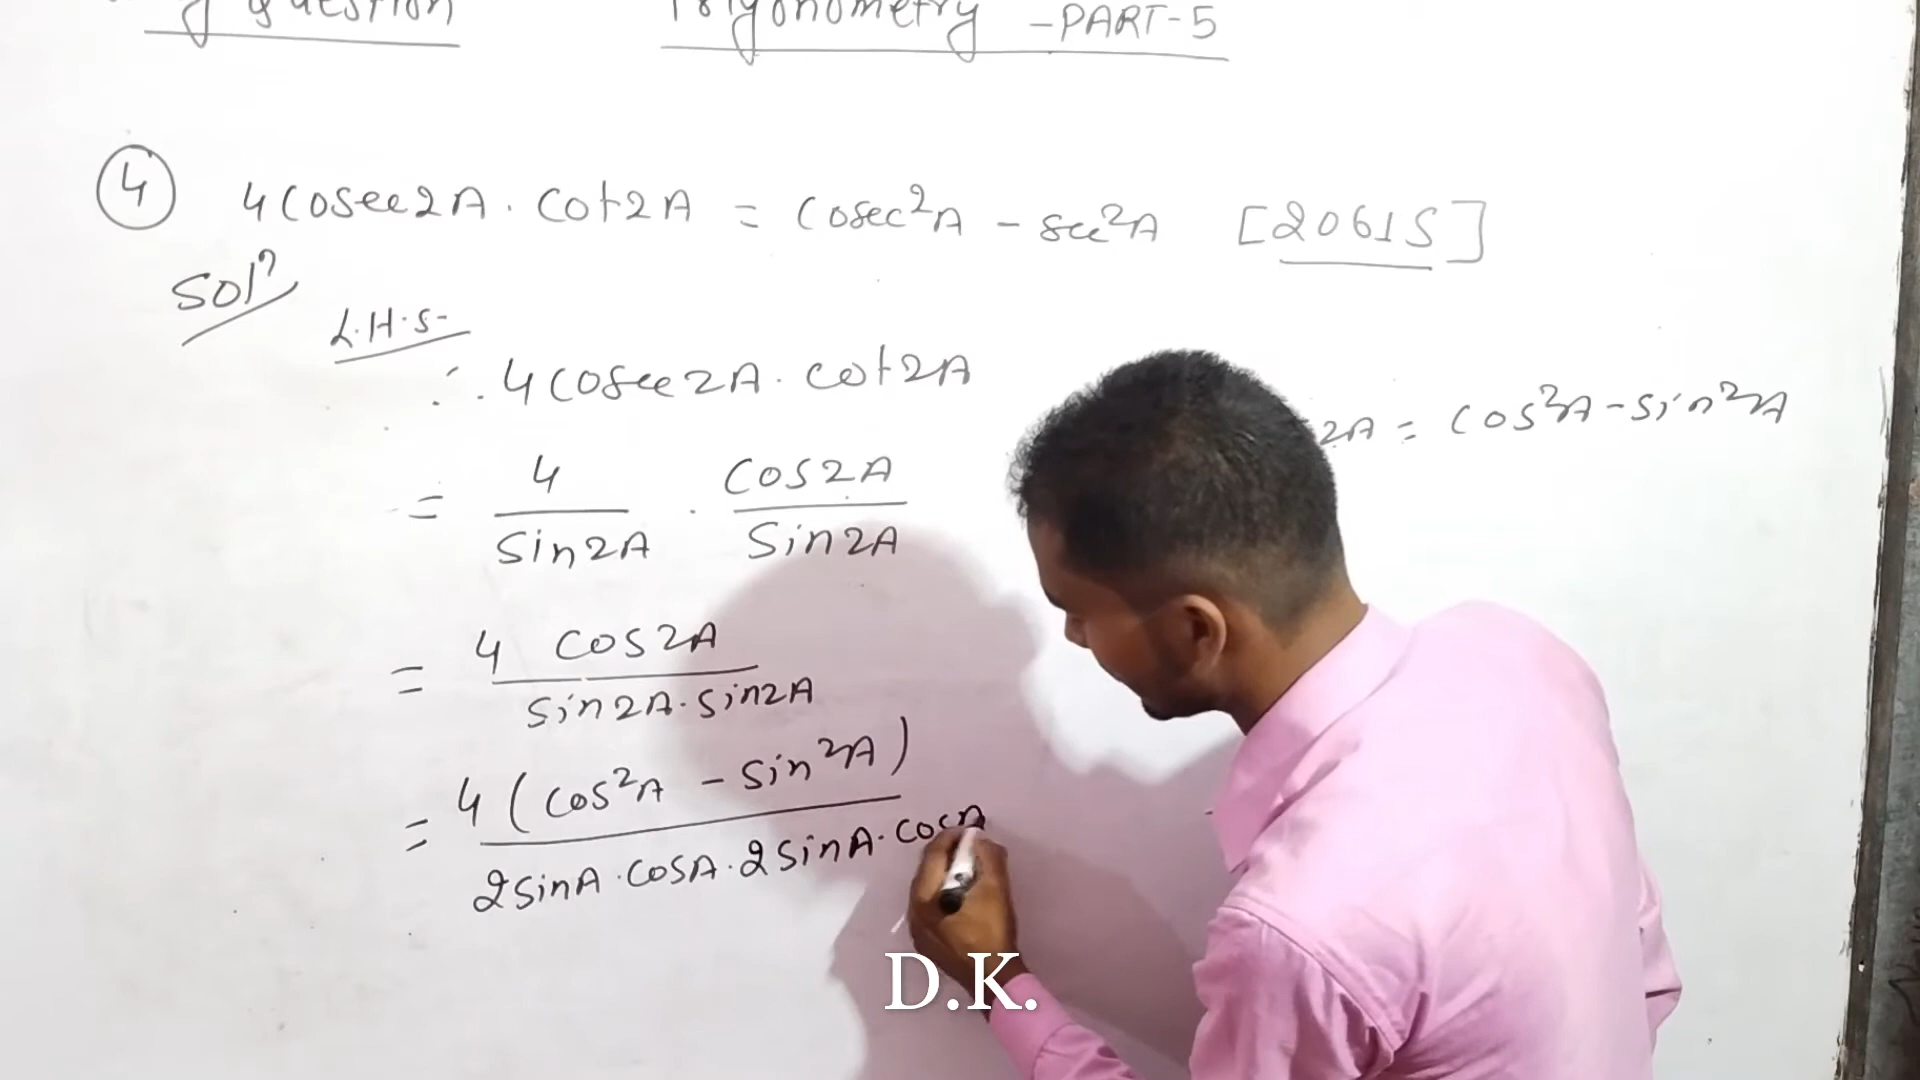 Question Trigonometry -PART-5
4 4cosec2A . cot2A = cosec²A - sec²A [2061S]
Solⁿ
L.H.S-
∴ 4cosec2A . cot2A
2A = cos²A - sin²A
= 4/sin2A . cos2A/sin2A
= 4 cos2A/sin2A.sin2A
= 4(cos²A - sin²A)/2sinA.cosA.2sinA.cosA
D.K.